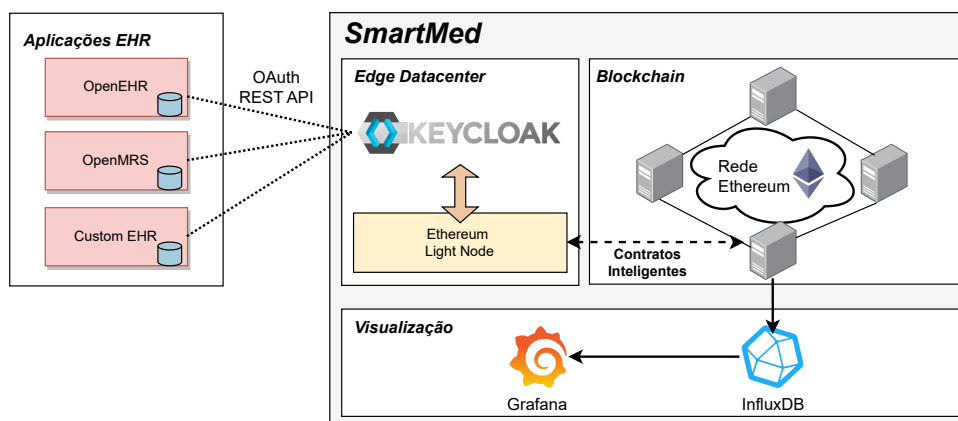 Aplicações EHR
OpenEHR
OpenMRS
Custom EHR
OAuth
REST API
SmartMed
Edge Datacenter
KEYCLOAK
Ethereum
Light Node
Blockchain
Rede
Ethereum
Contratos
Inteligentes
Visualização
Grafana
InfluxDB